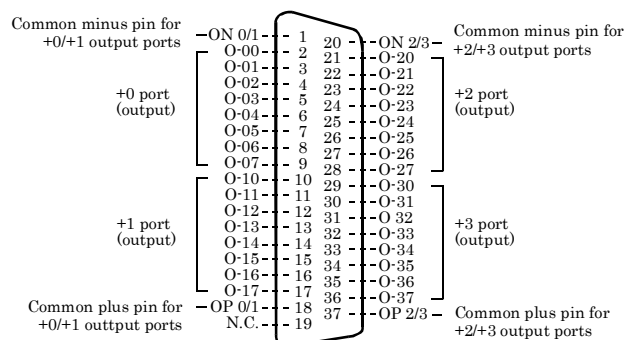 Common minus pin for
+0/+1 output ports
ON 0/1 1
O-00 2
O-01 3
O-02 4
O-03 5
O-04 6
O-05 7
O-06 8
O-07 9
+0 port
(output)
O-10 10
O-11 11
O-12 12
O-13 13
O-14 14
O-15 15
O-16 16
O-17 17
+1 port
(output)
OP 0/1 18
N.C. 19
Common plus pin for
+0/+1 outtput ports
20 ON 2/3
Common minus pin for
+2/+3 output ports
21 O-20
22 O-21
23 O-22
24 O-23
25 O-24
26 O-25
27 O-26
28 O-27
+2 port
(output)
29 O-30
30 O-31
31 O 32
32 O-33
33 O-34
34 O-35
35 O-36
36 O-37
+3 port
(output)
37 OP 2/3
Common plus pin for
+2/+3 output ports